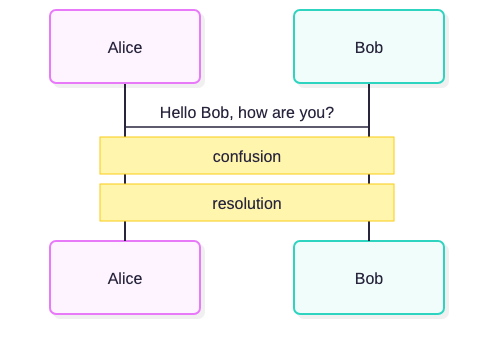 Alice
Bob
Hello Bob, how are you?
confusion
resolution
Alice
Bob